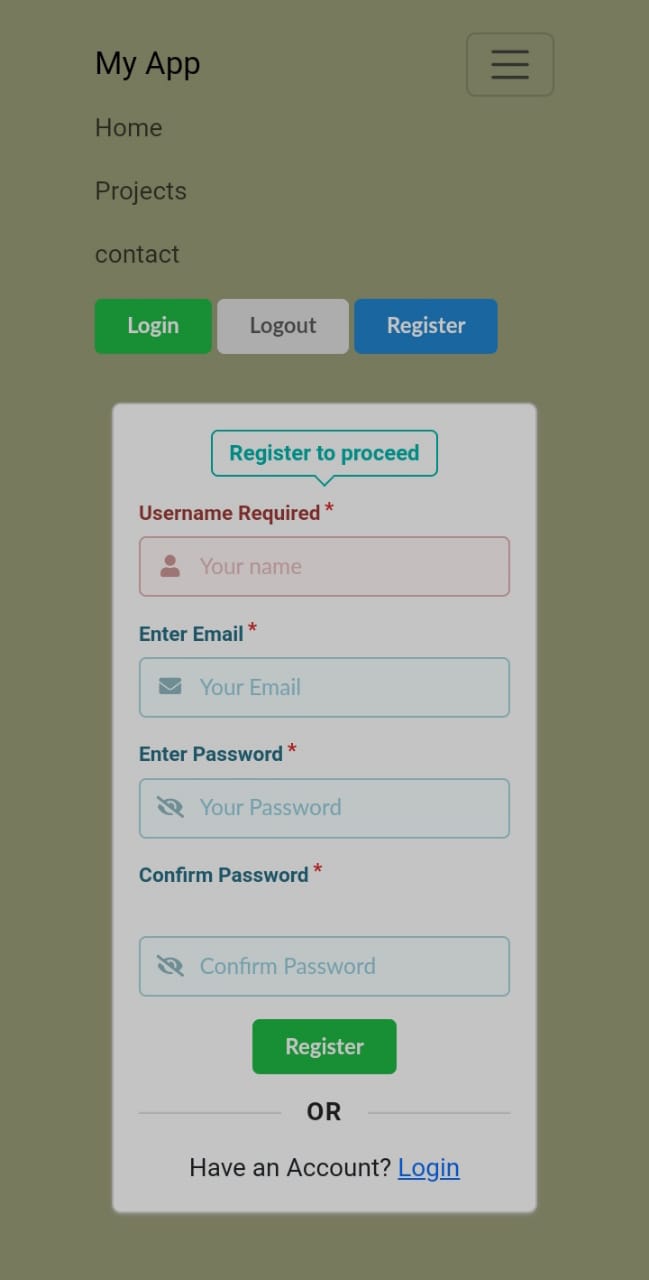 My App
Home
Projects
contact
Login Logout Register
Register to proceed
Username Required *
Your name
Enter Email *
Your Email
Enter Password *
Your Password
Confirm Password *
Confirm Password
Register
OR
Have an Account? Login